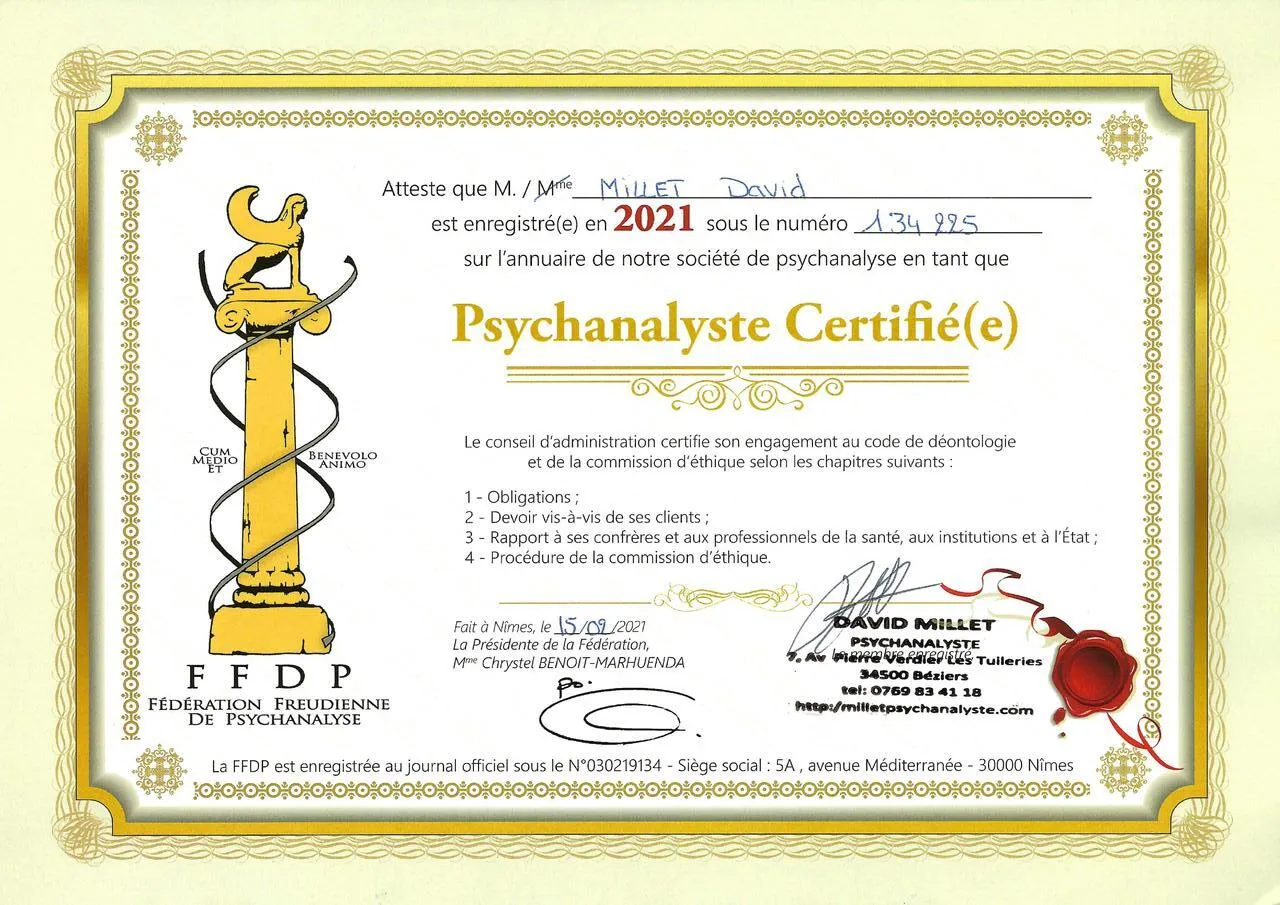 Atteste que M. / Mme MILLET David
est enregistré(e) en 2021 sous le numéro 134 225
sur l'annuaire de notre société de psychanalyse en tant que
Psychanalyste Certifié(e)
Le conseil d'administration certifie son engagement au code de déontologie
et de la commission d'éthique selon les chapitres suivants :
1 - Obligations ;
2 - Devoir vis-à-vis de ses clients ;
3 - Rapport à ses confrères et aux professionnels de la santé, aux institutions et à l'État ;
4 - Procédure de la commission d'éthique.
CUM
MEDIO
ET
BENEVOLO
ANIMO
FFDP
FÉDÉRATION FREUDIENNE
DE PSYCHANALYSE
Fait à Nîmes, le 15/09/2021
La Présidente de la Fédération,
Mme Chrystel BENOIT-MARHUENDA
po.
DAVID MILLET
PSYCHANALYSTE
Le membre enregistré
7, Av Pierre Verdier Les Tuileries
34500 Béziers
tel: 0769 83 41 18
http://milletpsychanalyste.com
La FFDP est enregistrée au journal officiel sous le N°030219134 - Siège social : 5A , avenue Méditerranée - 30000 Nîmes